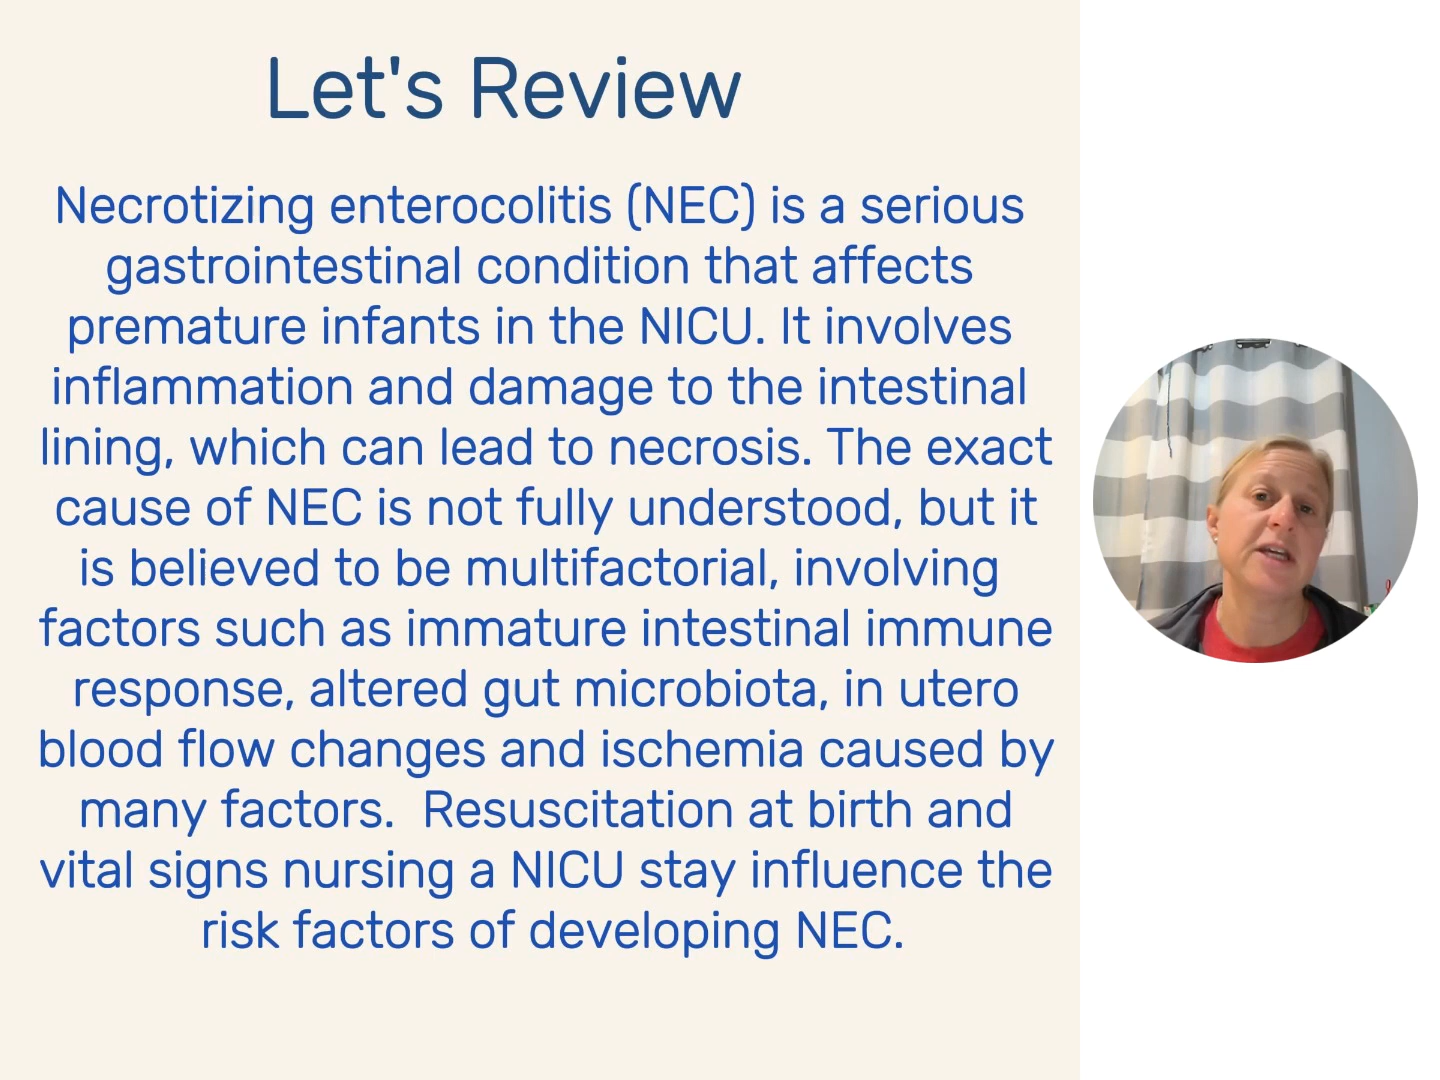 Let's Review
Necrotizing enterocolitis (NEC) is a serious
gastrointestinal condition that affects
premature infants in the NICU. It involves
inflammation and damage to the intestinal
lining, which can lead to necrosis. The exact
cause of NEC is not fully understood, but it
is believed to be multifactorial, involving
factors such as immature intestinal immune
response, altered gut microbiota, in utero
blood flow changes and ischemia caused by
many factors.  Resuscitation at birth and
vital signs nursing a NICU stay influence the
risk factors of developing NEC.